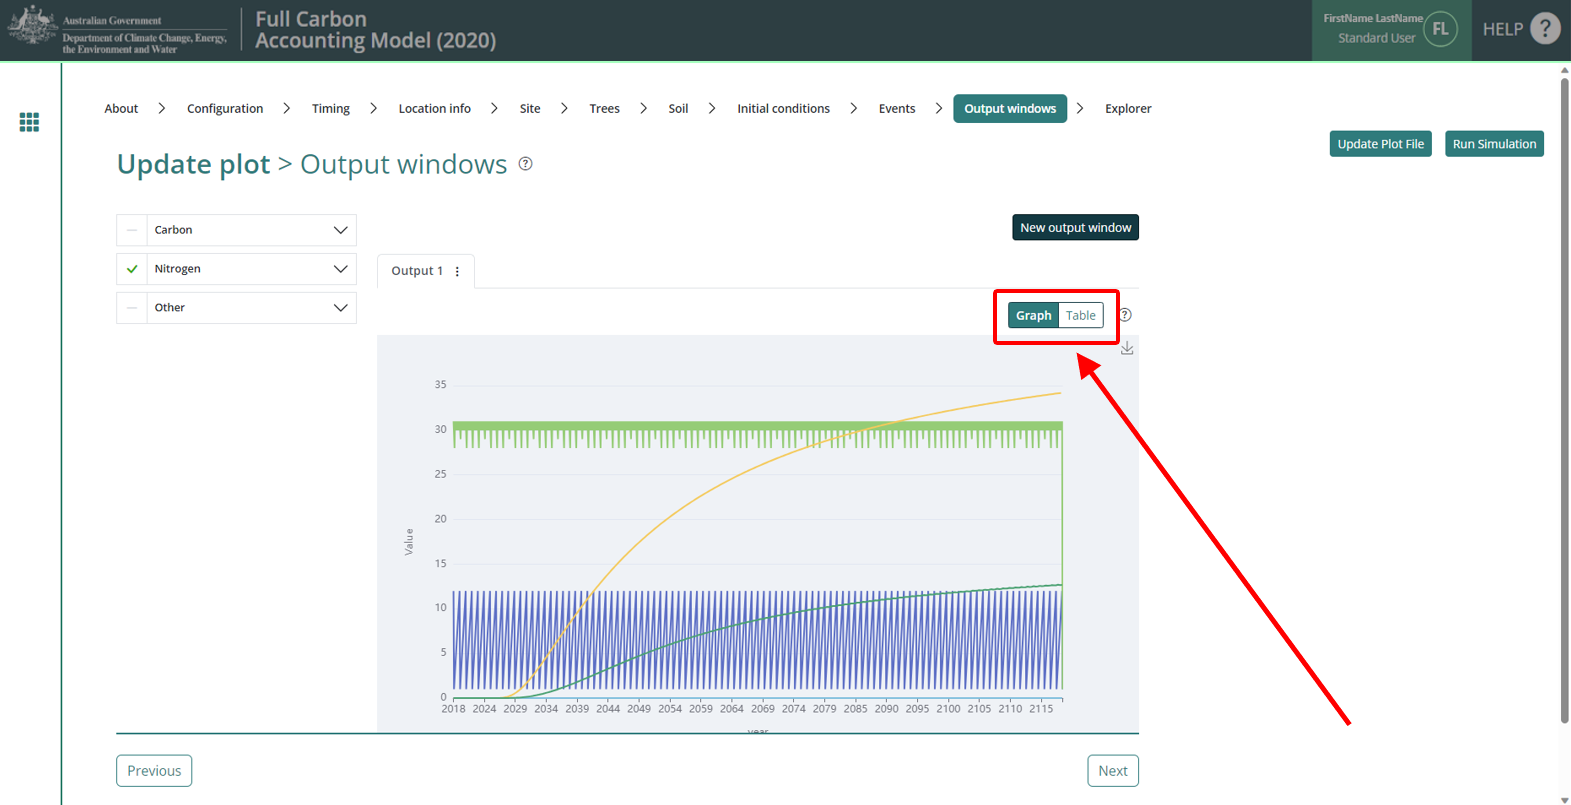 Australian Government
Department of Climate Change, Energy,
the Environment and Water
Full Carbon
Accounting Model (2020)
FirstName LastName
Standard User
FL
HELP ?
About
Configuration
Timing
Location info
Site
Trees
Soil
Initial conditions
Events
Output windows
Explorer
Update Plot File
Run Simulation
Update plot > Output windows ?
Carbon
Nitrogen
Other
New output window
Output 1
Graph
Table
?
35
30
25
20
15
10
5
0
Value
2018 2024 2029 2034 2039 2044 2049 2054 2059 2064 2069 2074 2079 2085 2090 2095 2100 2105 2110 2115
year
Previous
Next